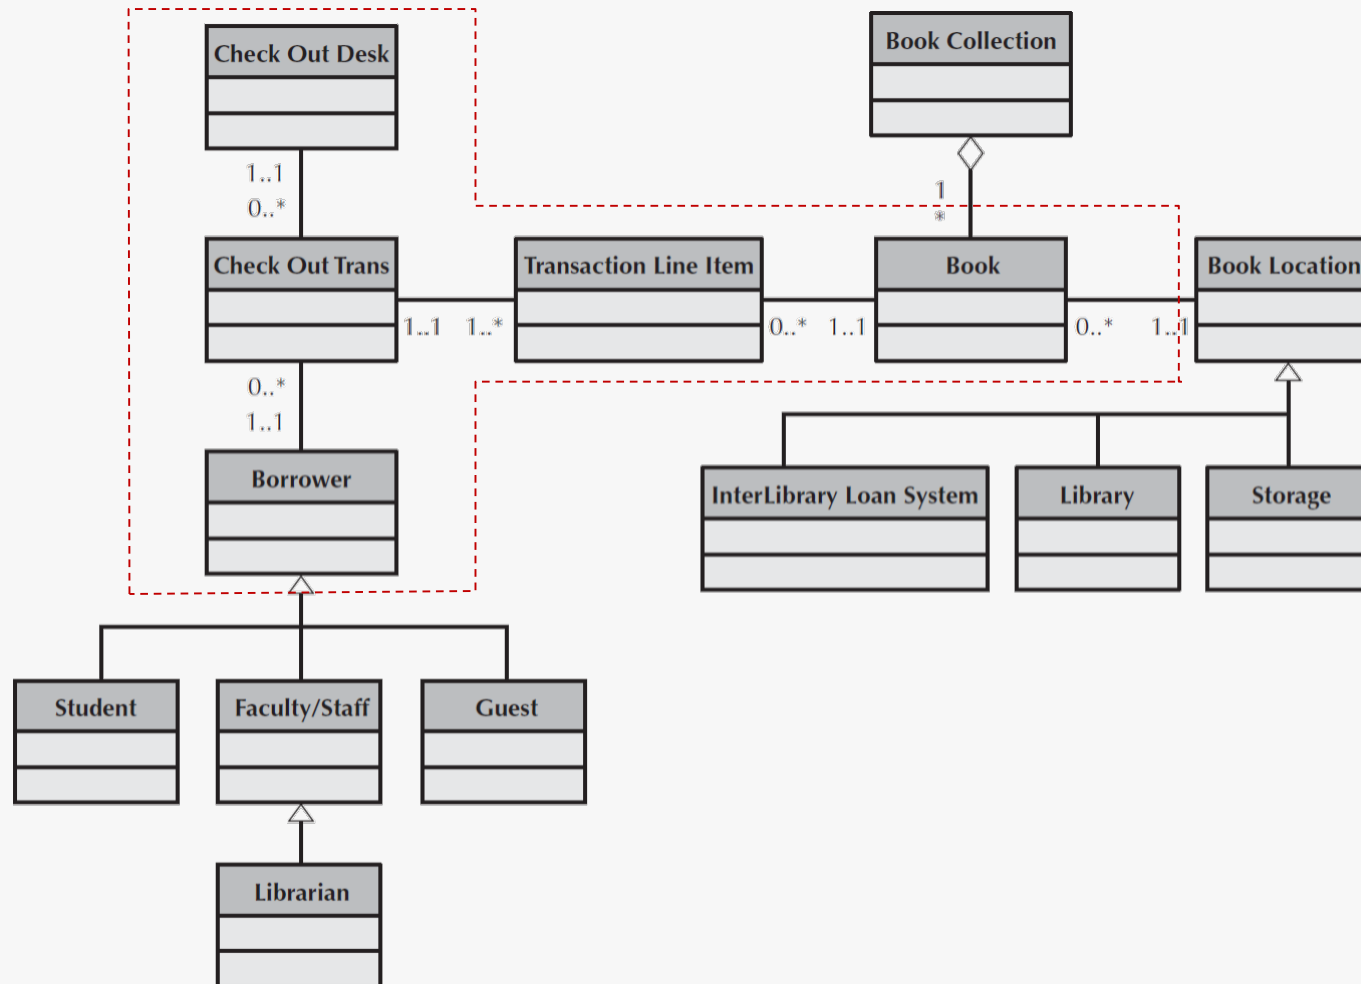 Check Out Desk
Book Collection
1..1
0..*
1
*
Check Out Trans
Transaction Line Item
Book
Book Location
1..1 1..*
0..* 1..1
0..* 1..1
0..*
1..1
Borrower
InterLibrary Loan System
Library
Storage
Student
Faculty/Staff
Guest
Librarian